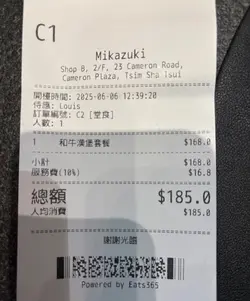 C1
Mikazuki
Shop B, 2/F, 23 Cameron Road,
Cameron Plaza, Tsim Sha Tsui
開檯時間: 2025-06-06 12:39:20
侍應: Louis
訂單編號: C2 [堂食]
人數: 1
1 和牛漢堡套餐 $168.0
小計 $168.0
服務費(10%) $16.8
總額 $185.0
人均消費 $185.0
謝謝光臨
Powered by Eats365